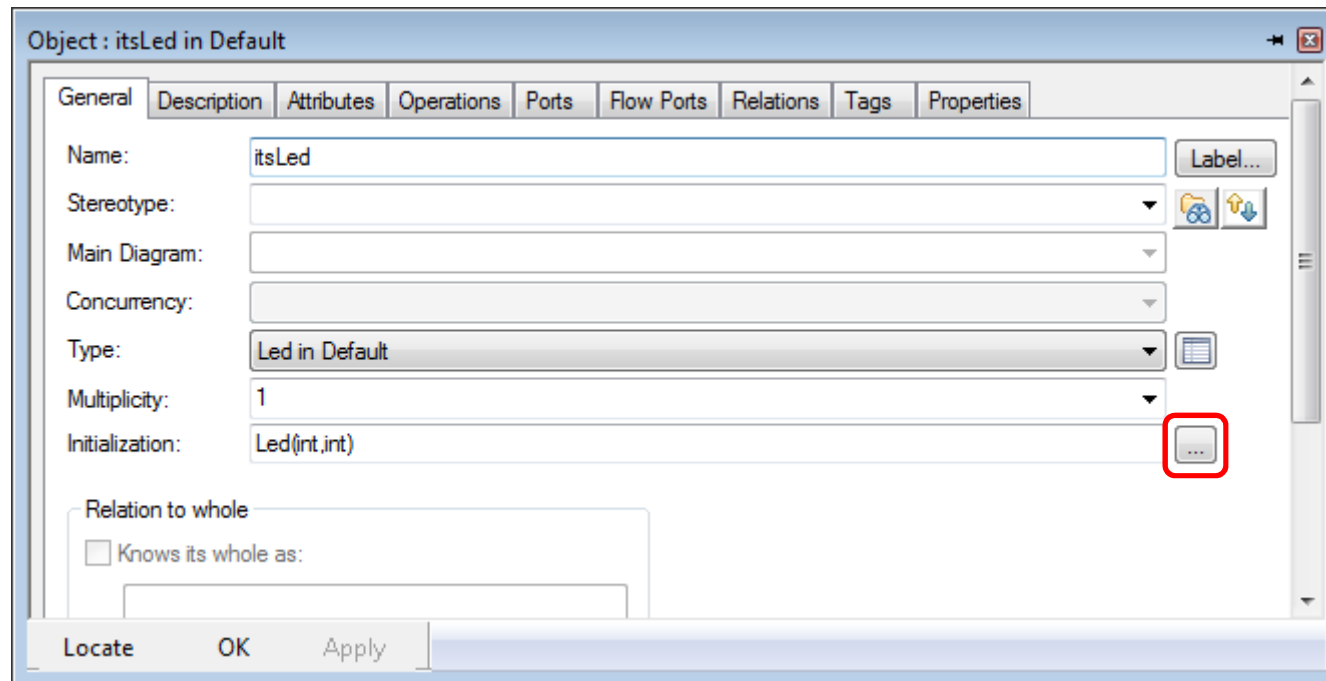 Object : itsLed in Default
General Description Attributes Operations Ports Flow Ports Relations Tags Properties
Name: itsLed Label...
Stereotype:
Main Diagram:
Concurrency:
Type: Led in Default
Multiplicity: 1
Initialization: Led(int,int) ...
Relation to whole
Knows its whole as:
Locate OK Apply